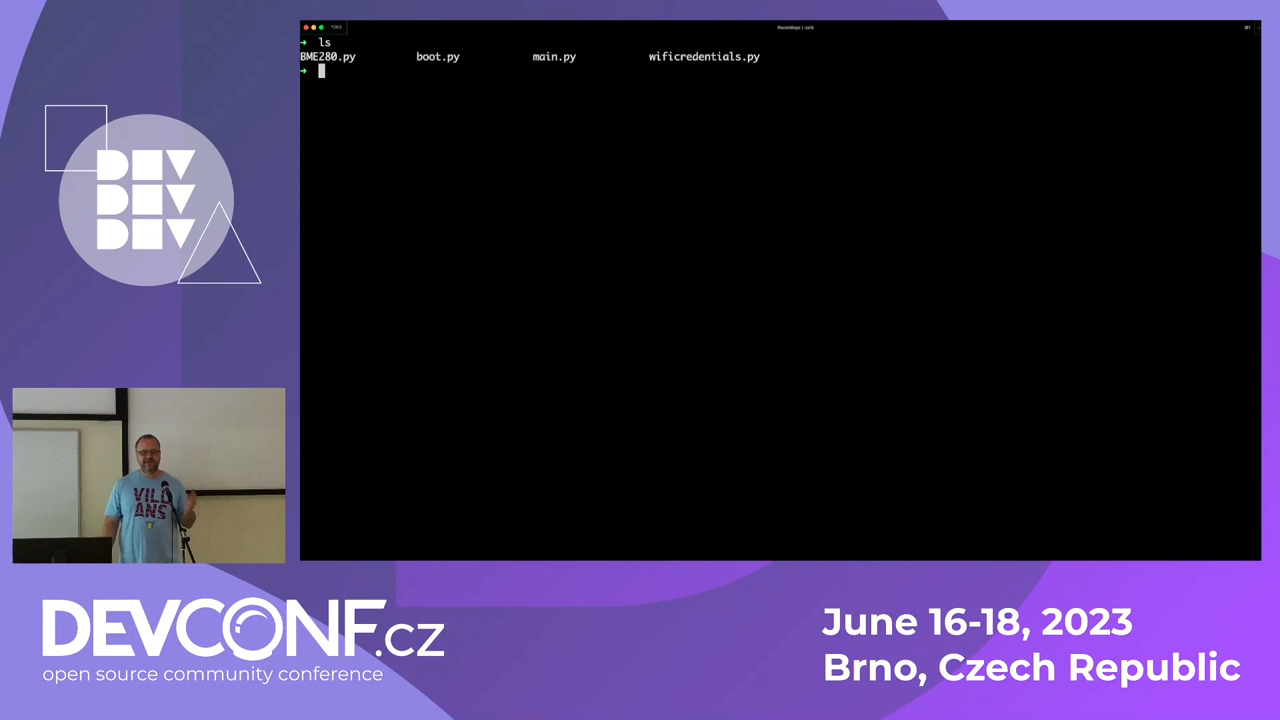 ls
BME280.py boot.py main.py wificredentials.py
DEV
DEV
DEV
VILL
ANS
DEVCONF.cz
open source community conference
June 16-18, 2023
Brno, Czech Republic